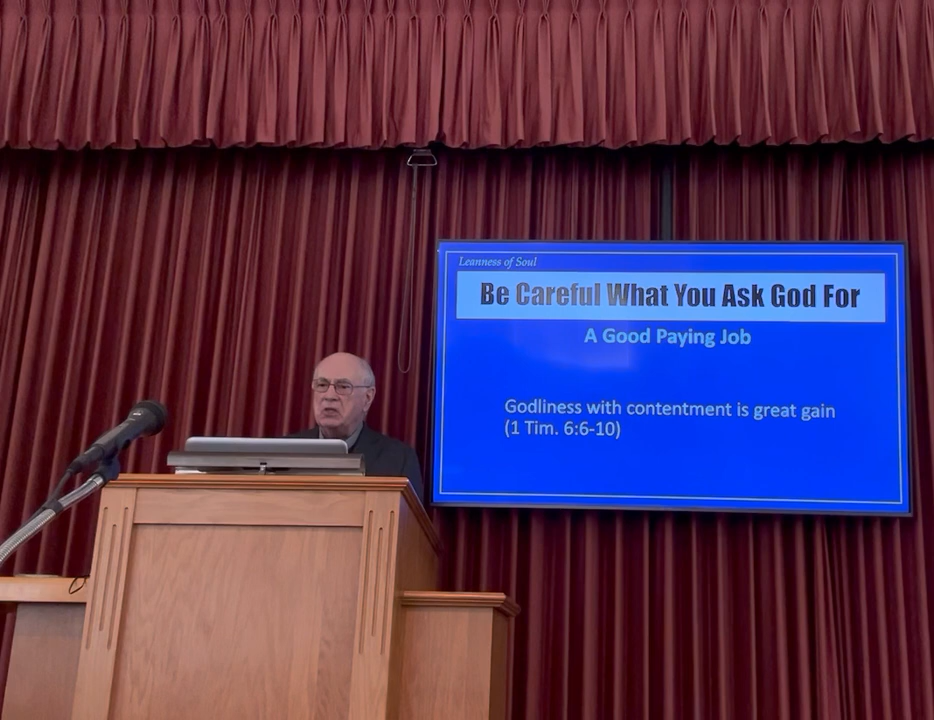 Leanness of Soul
Be Careful What You Ask God For
A Good Paying Job
Godliness with contentment is great gain
(1 Tim. 6:6-10)